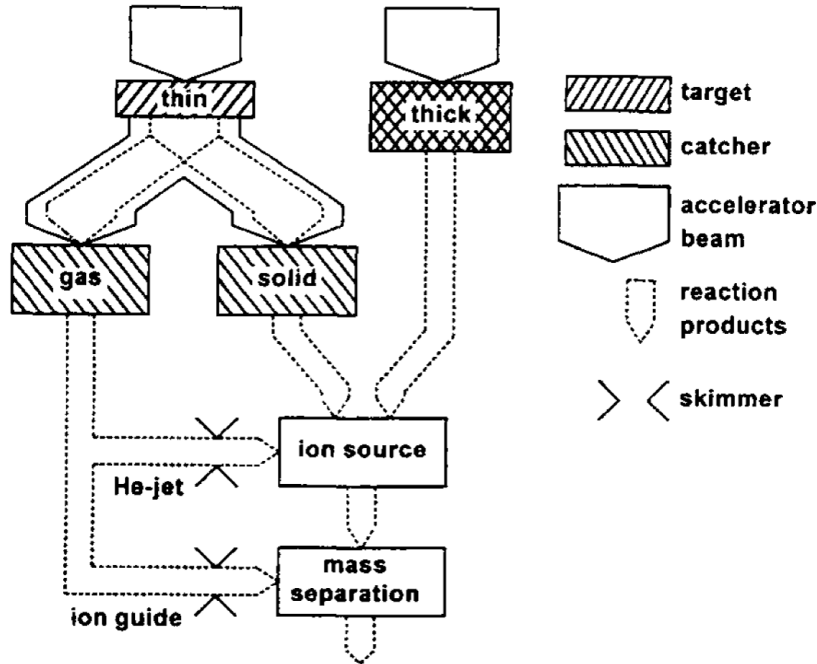 thin
thick
gas
solid
ion source
He-jet
mass
separation
ion guide
target
catcher
accelerator
beam
reaction
products
skimmer